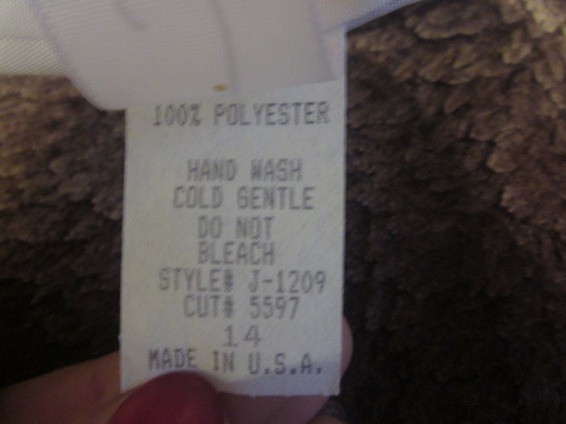 100% POLYESTER
HAND WASH
COLD GENTLE
DO NOT
BLEACH
STYLE# J-1209
CUT# 5597
14
MADE IN U.S.A.